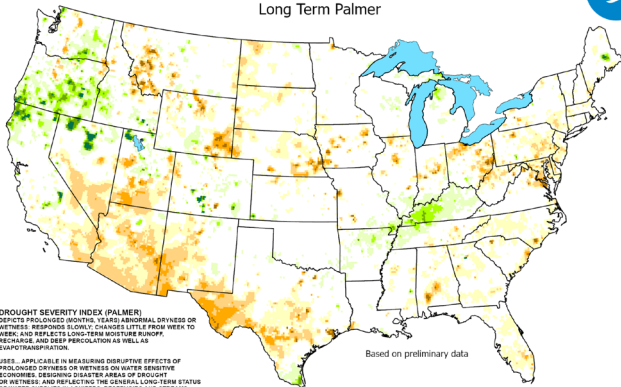 Long Term Palmer
DROUGHT SEVERITY INDEX (PALMER)
DEPICTS PROLONGED (MONTHS, YEARS) ABNORMAL DRYNESS OR
WETNESS; RESPONDS SLOWLY; CHANGES LITTLE FROM WEEK TO
WEEK; AND REFLECTS LONG-TERM MOISTURE RUNOFF,
RECHARGE, AND DEEP PERCOLATION AS WELL AS
EVAPOTRANSPIRATION.
USES... APPLICABLE IN MEASURING DISRUPTIVE EFFECTS OF
PROLONGED DRYNESS OR WETNESS ON WATER SENSITIVE
ECONOMIES, DESIGNING DISASTER AREAS OF DROUGHT
OR WETNESS; AND REFLECTING THE GENERAL LONG-TERM STATUS
Based on preliminary data